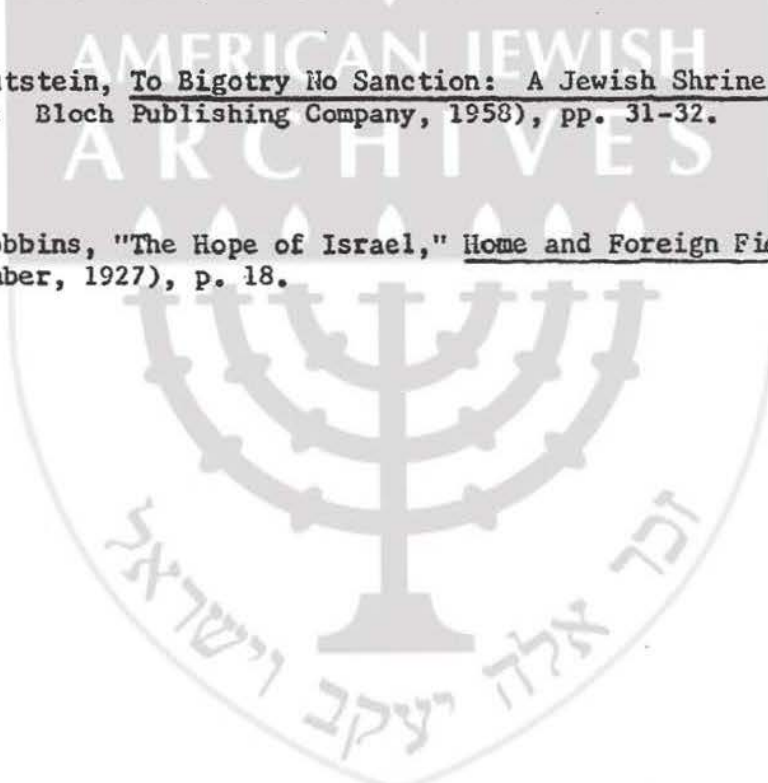 AMERICAN JEWISH
tstein, To Bigotry No Sanction: A Jewish Shrine
Bloch Publishing Company, 1958), pp. 31-32.
ARCHIVES
bbins, "The Hope of Israel," Home and Foreign Fi
ber, 1927), p. 18.
זכר אלה יעקב וישראל